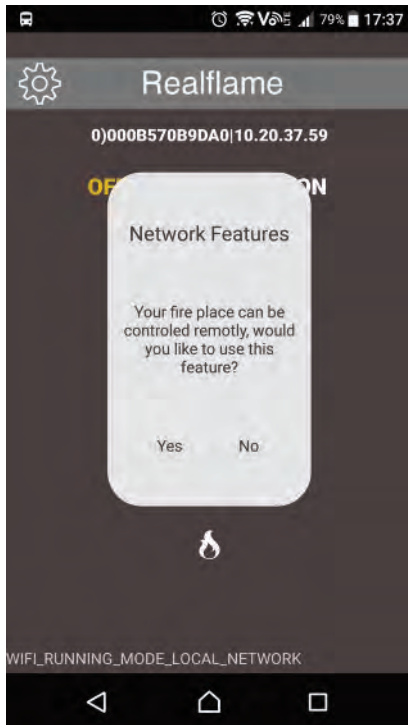 79% 17:37
Realflame
0)000B570B9DA0|10.20.37.59
ON
Network Features
Your fire place can be
controled remotly, would
you like to use this
feature?
Yes No
WIFI_RUNNING_MODE_LOCAL_NETWORK